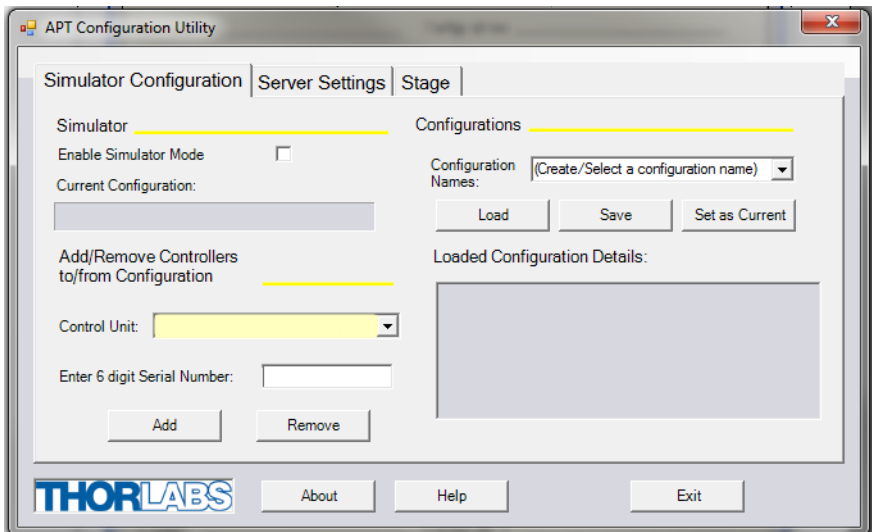 APT Configuration Utility
Simulator Configuration
Server Settings
Stage
Simulator
Enable Simulator Mode
Current Configuration:
Add/Remove Controllers
to/from Configuration
Control Unit:
Enter 6 digit Serial Number:
Add
Remove
Configurations
Configuration
Names:
(Create/Select a configuration name)
Load
Save
Set as Current
Loaded Configuration Details:
THORLABS
About
Help
Exit